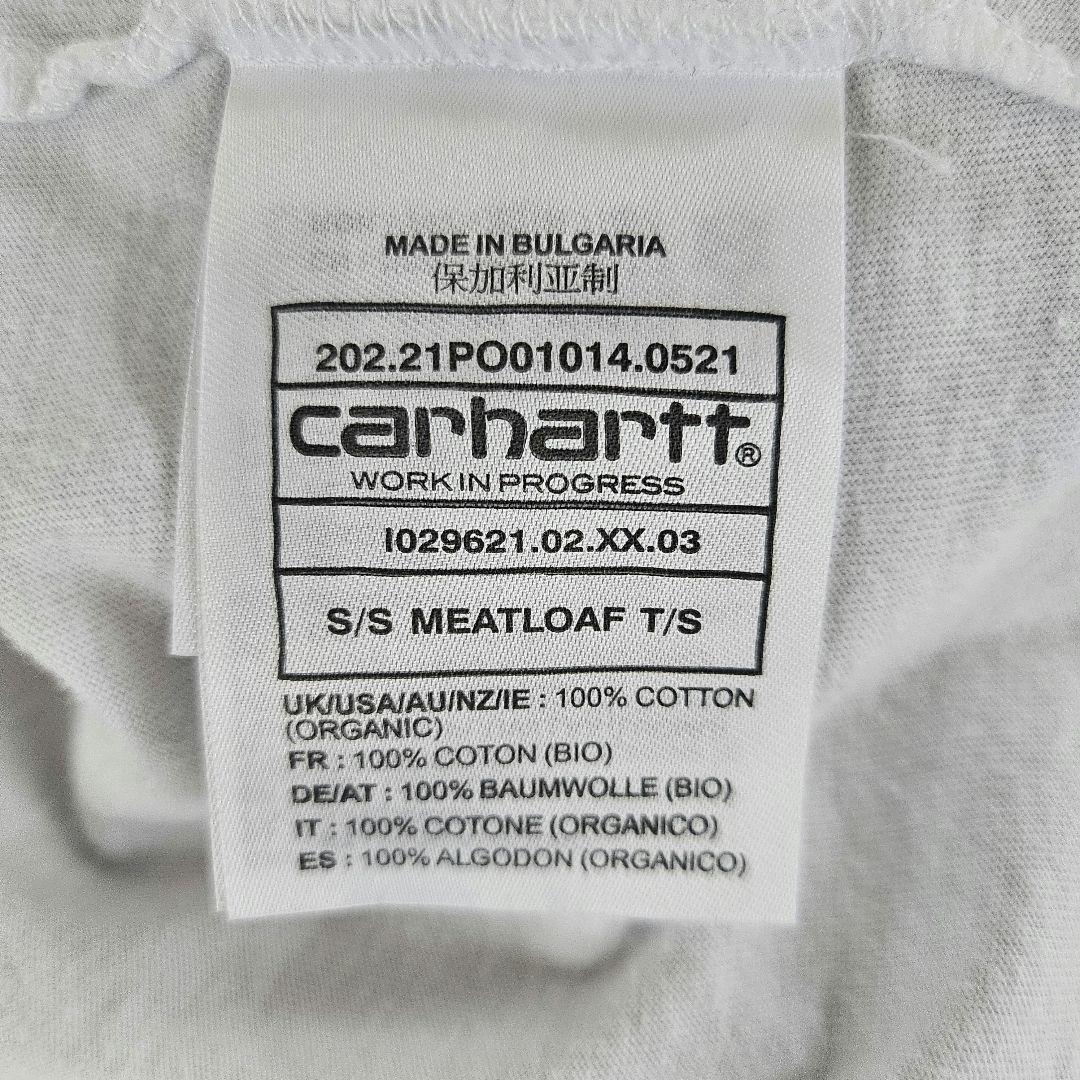 MADE IN BULGARIA
保加利亚制
202.21PO01014.0521
carhartt®
WORK IN PROGRESS
I029621.02.XX.03
S/S MEATLOAF T/S
UK/USA/AU/NZ/IE : 100% COTTON
(ORGANIC)
FR : 100% COTON (BIO)
DE/AT : 100% BAUMWOLLE (BIO)
IT : 100% COTONE (ORGANICO)
ES : 100% ALGODON (ORGANICO)